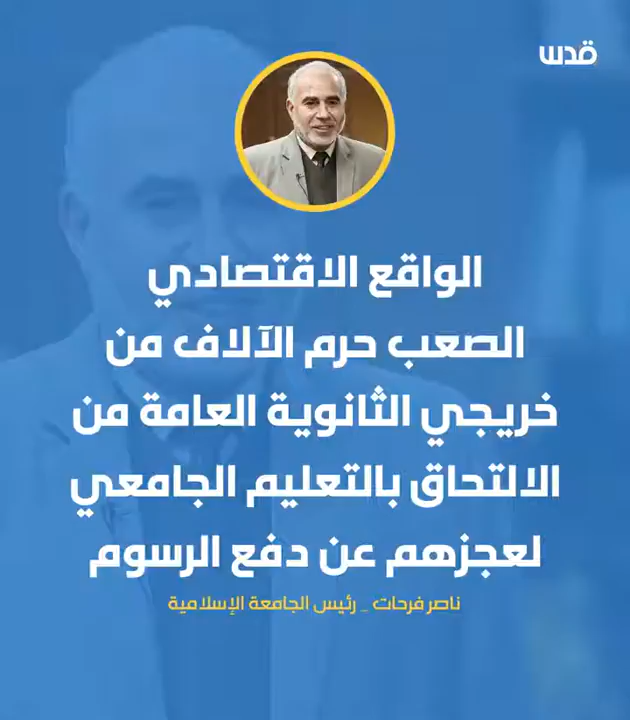 قدس
الواقع الاقتصادي
الصعب حرم الآلاف من
خريجي الثانوية العامة من
الالتحاق بالتعليم الجامعي
لعجزهم عن دفع الرسوم
ناصر فرحات _ رئيس الجامعة الإسلامية